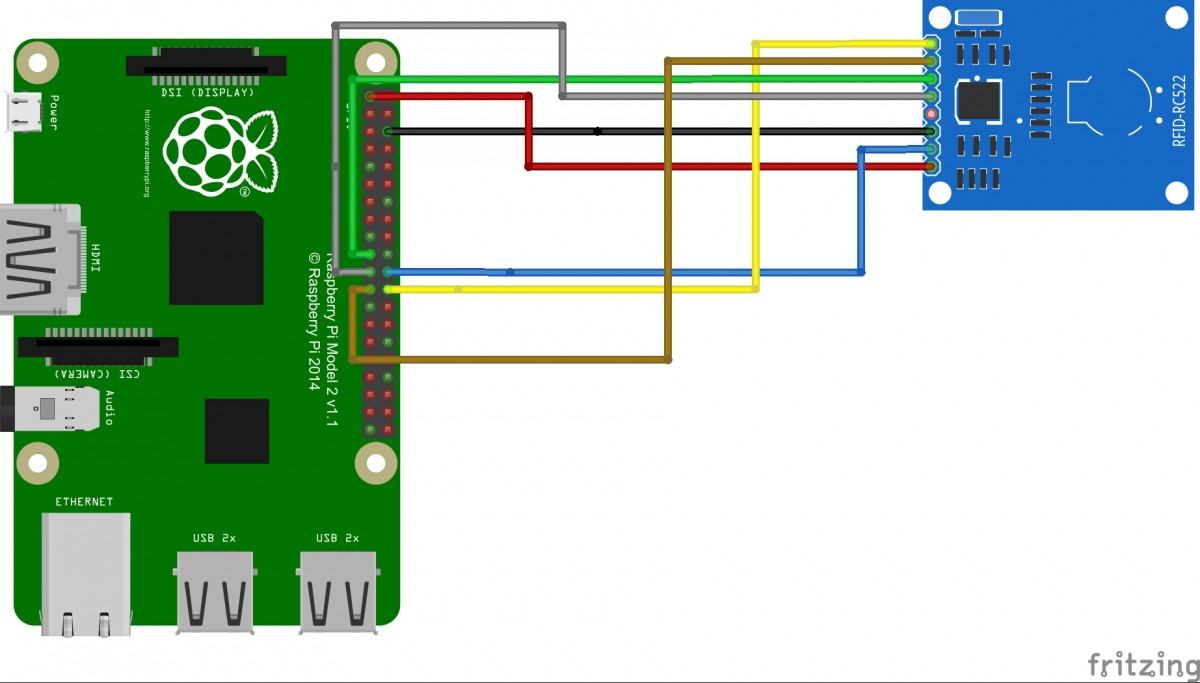 DSI (DISPLAY)
Power
http://www.raspberrypi.org
TM
HDMI
Raspberry Pi Model 2 v1.1
© Raspberry Pi 2014
CSI (CAMERA)
Audio
ETHERNET
USB 2x
USB 2x
RFID-RC522
fritzing